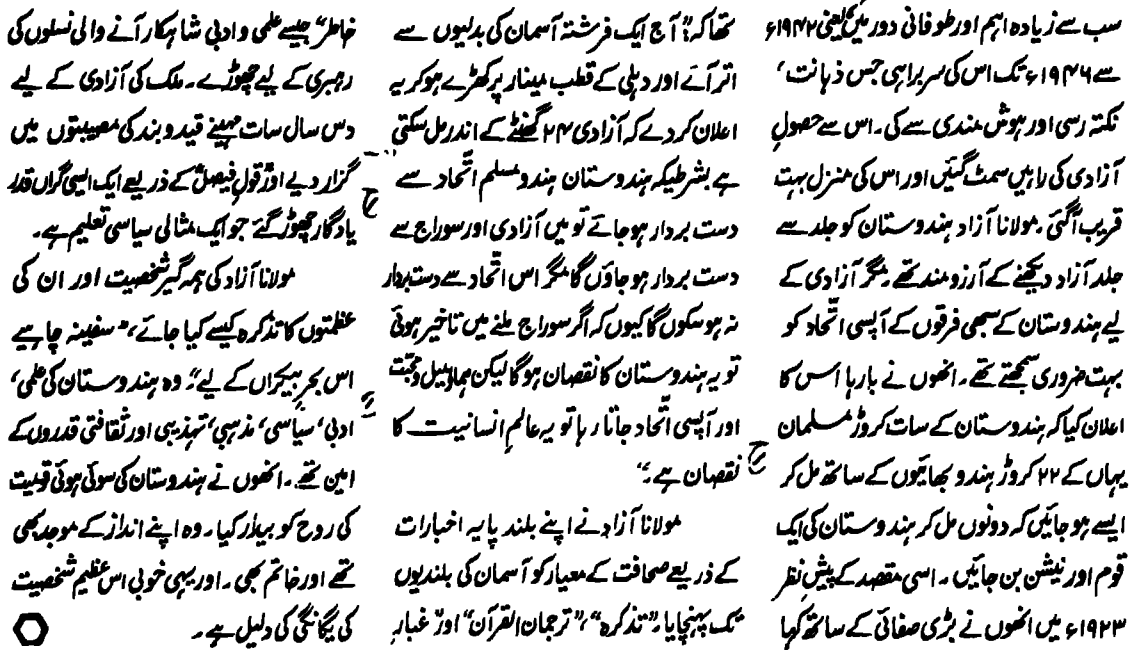 سب سے زیادہ اہم اور طوفانی دور میں یعنی ۱۹۴۲ء
سے ۱۹۴۶ء تک اس کی سربراہی جس ذہانت،
نکتہ رسی اور ہوش مندی سے کی۔ اس سے حصولِ
آزادی کی راہیں سمٹ گئیں اور اس کی منزل بہت
قریب آگئی۔ مولانا آزاد ہندوستان کو جلد سے
جلد آزاد دیکھنے کے آرزو مند تھے۔ مگر آزادی کے
لیے ہندوستان کے سبھی فرقوں کے آپسی اتّحاد کو
بہت ضروری سمجھتے تھے۔ انھوں نے بارہا اس کا
اعلان کیا کہ ہندوستان کے سات کروڑ مسلمان
یہاں کے ۲۲ کروڑ ہندو بھائیوں کے ساتھ مل کر
ایسے ہو جائیں کہ دونوں مل کر ہندوستان کی ایک
قوم اور نیشن بن جائیں۔ اسی مقصد کے پیشِ نظر
۱۹۲۳ء میں انھوں نے بڑی صفائی کے ساتھ کہا
تھا کہ: "آج ایک فرشتہ آسمان کی بدلیوں سے
اتر آئے اور دہلی کے قطب مینار پر کھڑے ہو کر یہ
اعلان کر دے کہ آزادی ۲۴ گھنٹے کے اندر مل سکتی
ہے بشرطیکہ ہندوستان ہندو مسلم اتّحاد سے
دست بردار ہو جائے تو میں آزادی اور سوراج سے
دست بردار ہو جاؤں گا مگر اس اتّحاد سے دست بردار
نہ ہو سکوں گا کیوں کہ اگر سوراج ملنے میں تاخیر ہوئی
تو یہ ہندوستان کا نقصان ہوگا لیکن ہمارا میل و محبّت
اور آپسی اتّحاد جاتا رہا تو یہ عالمِ انسانیت کا
نقصان ہے۔"
مولانا آزاد نے اپنے بلند پایہ اخبارات
کے ذریعے صحافت کے معیار کو آسمان کی بلندیوں
تک پہنچایا۔ "تذکرہ"، "ترجمان القرآن" اور "غبارِ
خاطر" جیسے علمی و ادبی شاہکار آنے والی نسلوں کی
رہبری کے لیے چھوڑے۔ ملک کی آزادی کے لیے
دس سال سات مہینے قید و بند کی مصیبتوں میں
گزار دیے اور "قولِ فیصل" کے ذریعے ایک ایسی گراں قدر
یادگار چھوڑ گئے جو ایک مثالی سیاسی تعلیم ہے۔
مولانا آزاد کی ہمہ گیر شخصیت اور ان کی
عظمتوں کا تذکرہ کیسے کیا جائے، "سفینہ چاہیے
اس بحرِ بیکراں کے لیے"۔ وہ ہندوستان کی علمی،
ادبی، سیاسی، مذہبی، تہذیبی اور ثقافتی قدروں کے
امین تھے۔ انھوں نے ہندوستان کی سوئی ہوئی قومیت
کی روح کو بیدار کیا۔ وہ اپنے انداز کے موجد بھی
تھے اور خاتم بھی۔ اور یہی خوبی اس عظیم شخصیت
کی یگانگی کی دلیل ہے۔